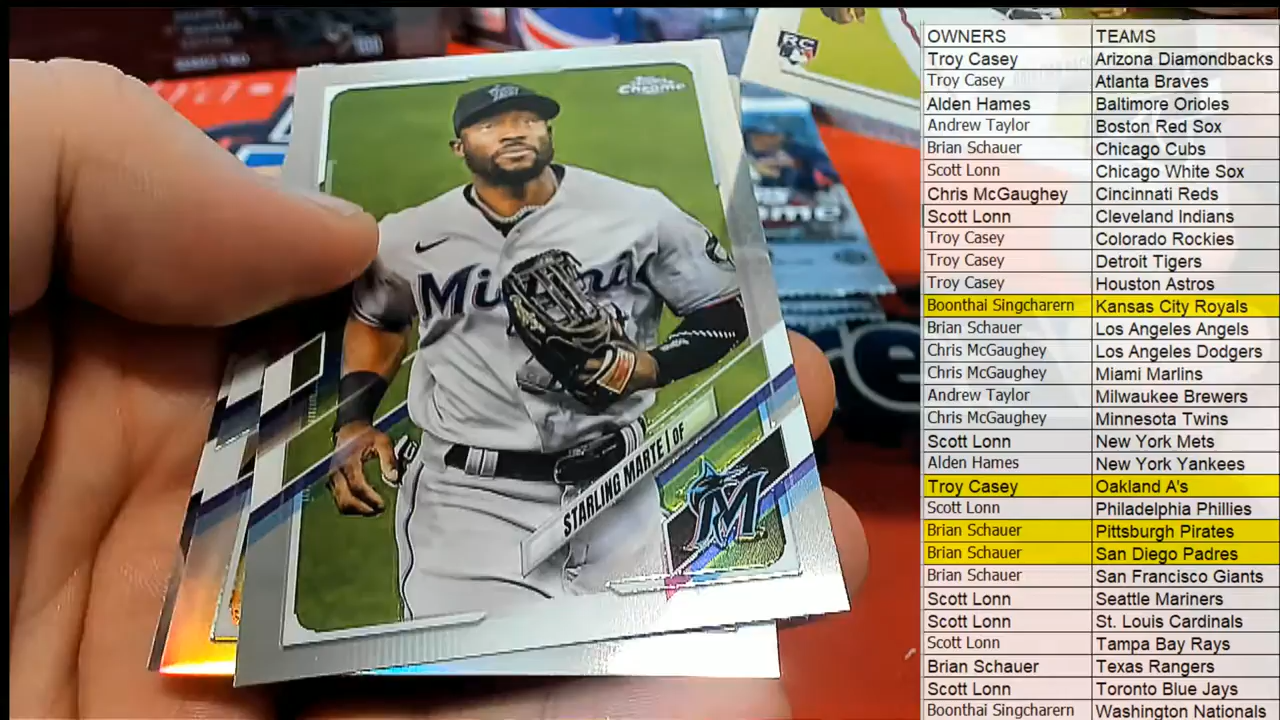 RC
Topps
Chrome
Miami
STARLING MARTE | OF
M
OWNERS TEAMS
Troy Casey Arizona Diamondbacks
Troy Casey Atlanta Braves
Alden Hames Baltimore Orioles
Andrew Taylor Boston Red Sox
Brian Schauer Chicago Cubs
Scott Lonn Chicago White Sox
Chris McGaughey Cincinnati Reds
Scott Lonn Cleveland Indians
Troy Casey Colorado Rockies
Troy Casey Detroit Tigers
Troy Casey Houston Astros
Boonthai Singcharern Kansas City Royals
Brian Schauer Los Angeles Angels
Chris McGaughey Los Angeles Dodgers
Chris McGaughey Miami Marlins
Andrew Taylor Milwaukee Brewers
Chris McGaughey Minnesota Twins
Scott Lonn New York Mets
Alden Hames New York Yankees
Troy Casey Oakland A's
Scott Lonn Philadelphia Phillies
Brian Schauer Pittsburgh Pirates
Brian Schauer San Diego Padres
Brian Schauer San Francisco Giants
Scott Lonn Seattle Mariners
Scott Lonn St. Louis Cardinals
Scott Lonn Tampa Bay Rays
Brian Schauer Texas Rangers
Scott Lonn Toronto Blue Jays
Boonthai Singcharern Washington Nationals